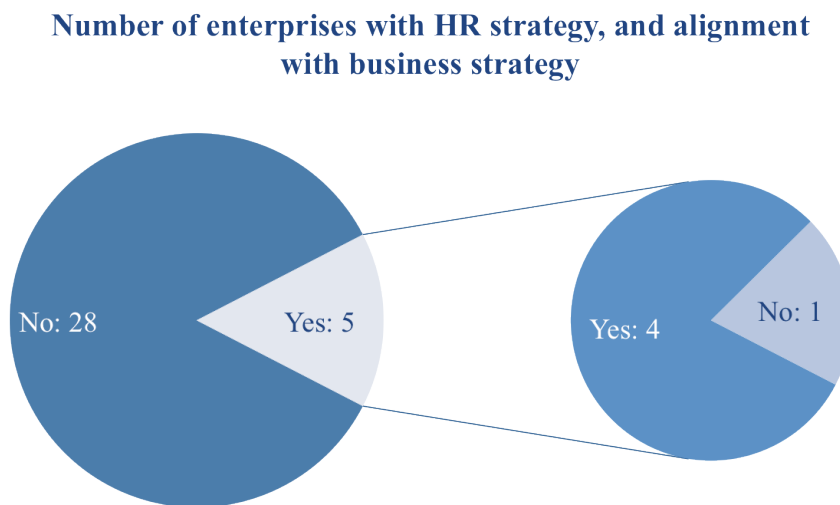 Number of enterprises with HR strategy, and alignment
with business strategy
No: 28
Yes: 5
Yes: 4
No: 1